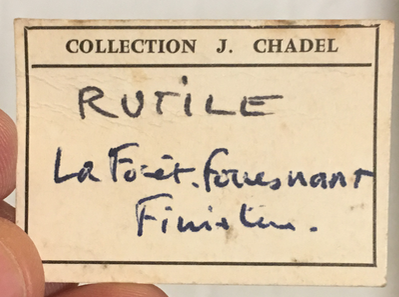 COLLECTION J. CHADEL
RUTILE
La Forêt. fouesnant
Finistère.